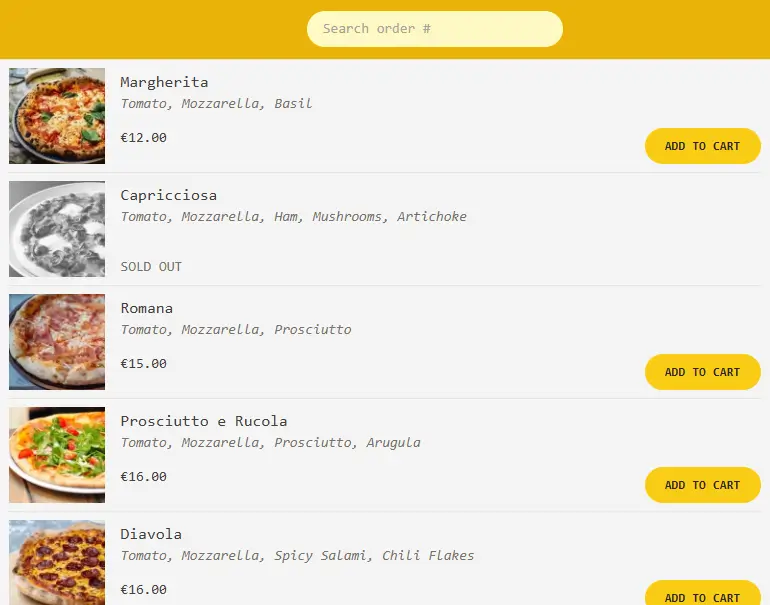 Search order #
Margherita
Tomato, Mozzarella, Basil
€12.00
ADD TO CART
Capricciosa
Tomato, Mozzarella, Ham, Mushrooms, Artichoke
SOLD OUT
Romana
Tomato, Mozzarella, Prosciutto
€15.00
ADD TO CART
Prosciutto e Rucola
Tomato, Mozzarella, Prosciutto, Arugula
€16.00
ADD TO CART
Diavola
Tomato, Mozzarella, Spicy Salami, Chili Flakes
€16.00
ADD TO CART